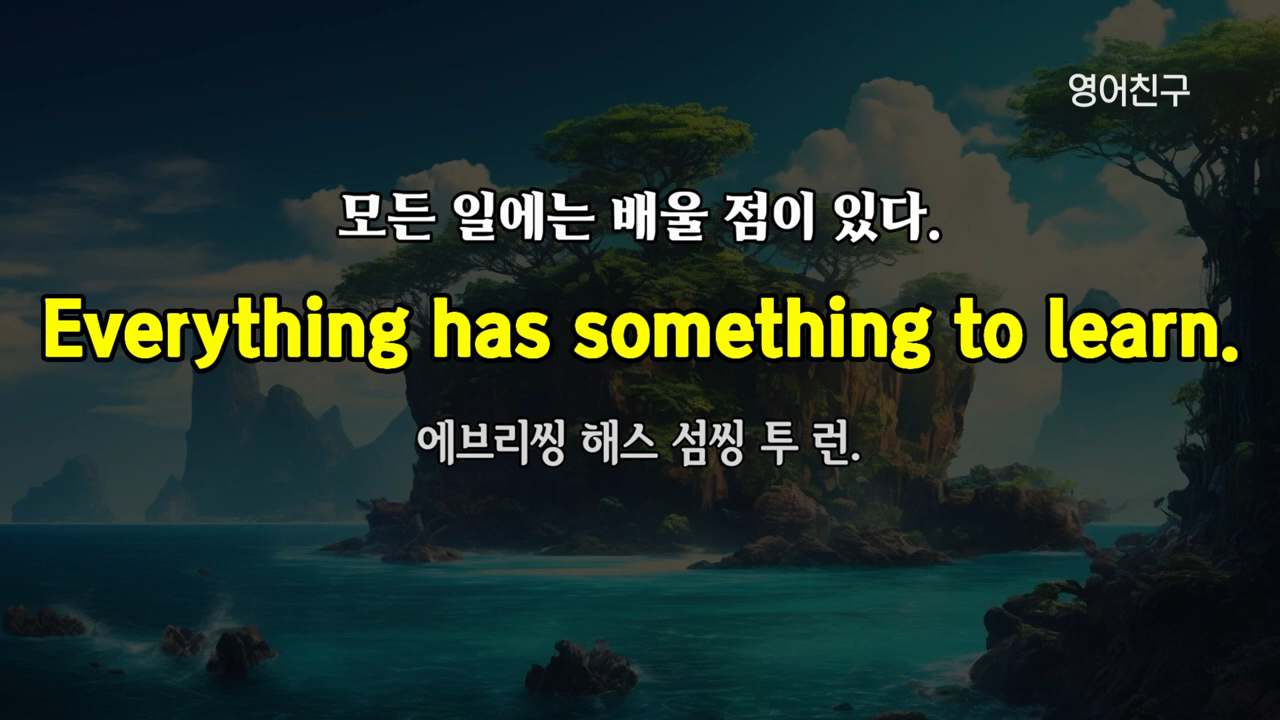 영어친구
모든 일에는 배울 점이 있다.
Everything has something to learn.
에브리씽 해스 섬씽 투 런.